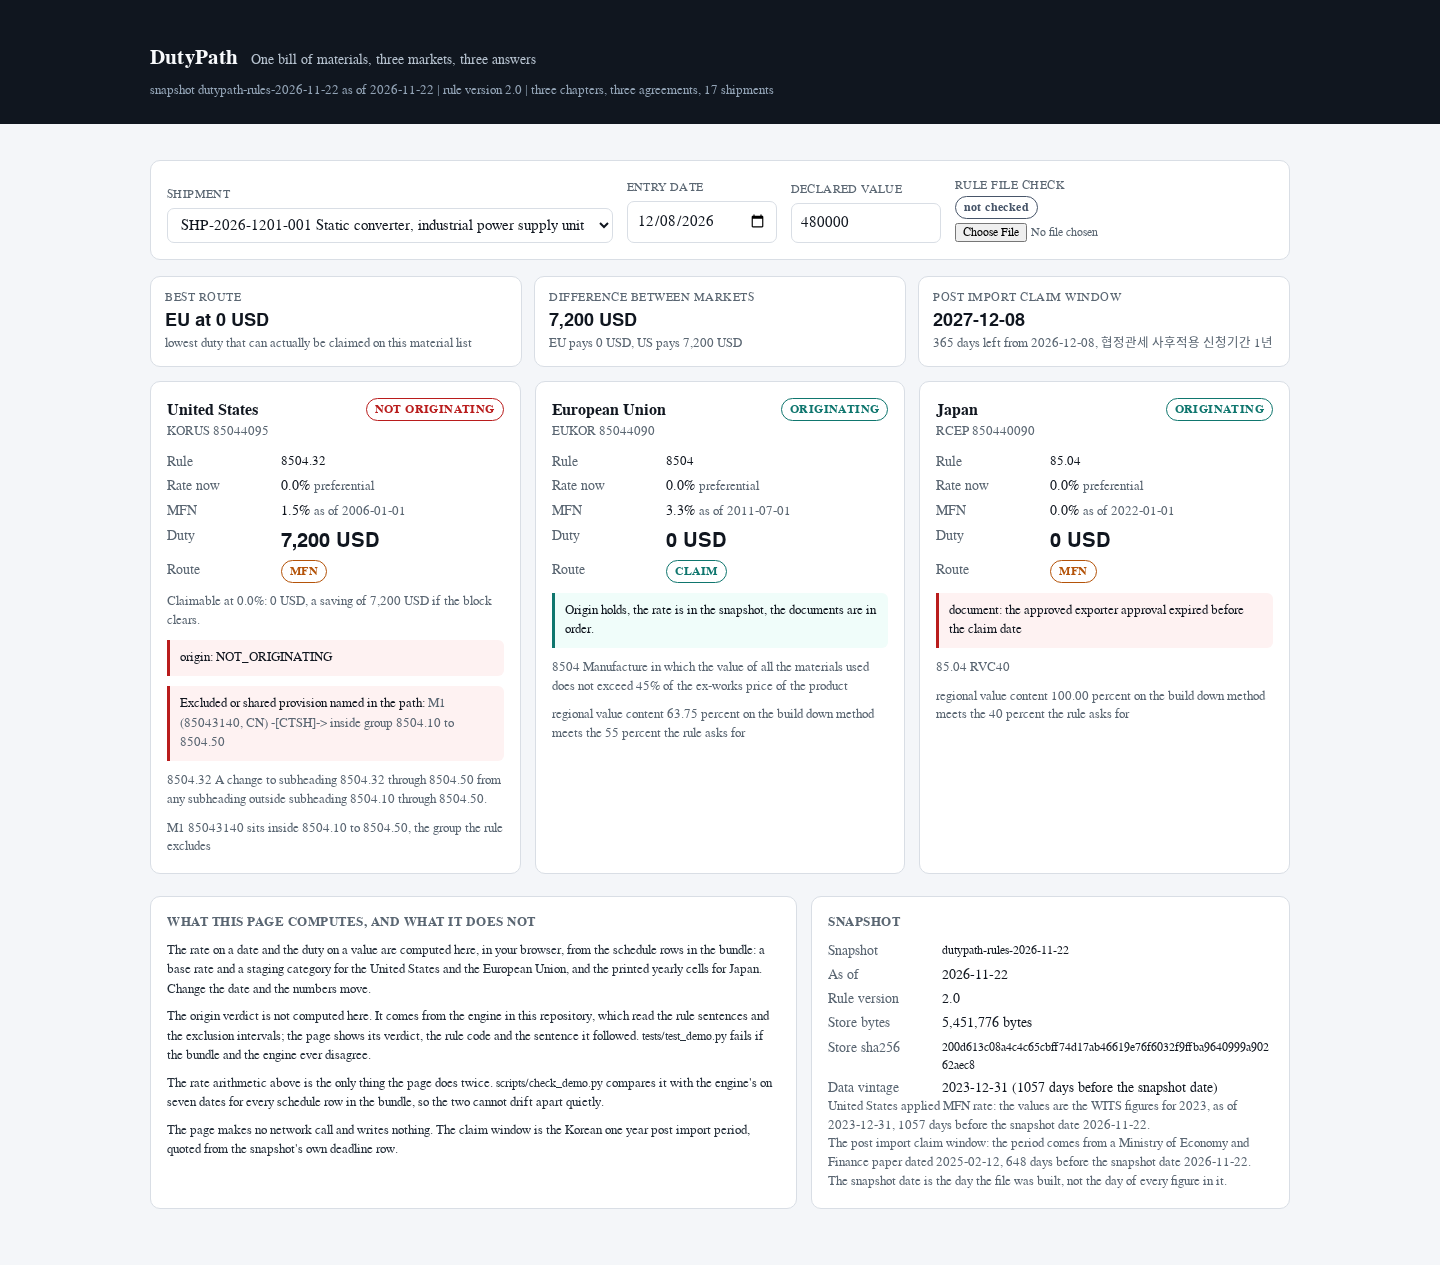 DutyPath One bill of materials, three markets, three answers
snapshot dutypath-rules-2026-11-22 as of 2026-11-22 | rule version 2.0 | three chapters, three agreements, 17 shipments
SHIPMENT
SHP-2026-1201-001 Static converter, industrial power supply unit
ENTRY DATE
12/08/2026
DECLARED VALUE
480000
RULE FILE CHECK
not checked
Choose File No file chosen
BEST ROUTE
EU at 0 USD
lowest duty that can actually be claimed on this material list
DIFFERENCE BETWEEN MARKETS
7,200 USD
EU pays 0 USD, US pays 7,200 USD
POST IMPORT CLAIM WINDOW
2027-12-08
365 days left from 2026-12-08, 협정관세 사후적용 신청기간 1년
United States NOT ORIGINATING
KORUS 85044095
Rule 8504.32
Rate now 0.0% preferential
MFN 1.5% as of 2006-01-01
Duty 7,200 USD
Route MFN
Claimable at 0.0%: 0 USD, a saving of 7,200 USD if the block
clears.
origin: NOT_ORIGINATING
Excluded or shared provision named in the path: M1
(85043140, CN) -[CTSH]-> inside group 8504.10 to
8504.50
8504.32 A change to subheading 8504.32 through 8504.50 from
any subheading outside subheading 8504.10 through 8504.50.
M1 85043140 sits inside 8504.10 to 8504.50, the group the rule
excludes
European Union ORIGINATING
EUKOR 85044090
Rule 8504
Rate now 0.0% preferential
MFN 3.3% as of 2011-07-01
Duty 0 USD
Route CLAIM
Origin holds, the rate is in the snapshot, the documents are in
order.
8504 Manufacture in which the value of all the materials used
does not exceed 45% of the ex-works price of the product
regional value content 63.75 percent on the build down method
meets the 55 percent the rule asks for
Japan ORIGINATING
RCEP 850440090
Rule 85.04
Rate now 0.0% preferential
MFN 0.0% as of 2022-01-01
Duty 0 USD
Route MFN
document: the approved exporter approval expired before
the claim date
85.04 RVC40
regional value content 100.00 percent on the build down method
meets the 40 percent the rule asks for
WHAT THIS PAGE COMPUTES, AND WHAT IT DOES NOT
The rate on a date and the duty on a value are computed here, in your browser, from the schedule rows in the bundle: a
base rate and a staging category for the United States and the European Union, and the printed yearly cells for Japan.
Change the date and the numbers move.
The origin verdict is not computed here. It comes from the engine in this repository, which read the rule sentences and
the exclusion intervals; the page shows its verdict, the rule code and the sentence it followed. tests/test_demo.py fails if
the bundle and the engine ever disagree.
The rate arithmetic above is the only thing the page does twice. scripts/check_demo.py compares it with the engine's on
seven dates for every schedule row in the bundle, so the two cannot drift apart quietly.
The page makes no network call and writes nothing. The claim window is the Korean one year post import period,
quoted from the snapshot's own deadline row.
SNAPSHOT
Snapshot dutypath-rules-2026-11-22
As of 2026-11-22
Rule version 2.0
Store bytes 5,451,776 bytes
Store sha256 200d613c08a4c4c65cbff74d17ab46619e76f6032f9ffba9640999a902
62aec8
Data vintage 2023-12-31 (1057 days before the snapshot date)
United States applied MFN rate: the values are the WITS figures for 2023, as of
2023-12-31, 1057 days before the snapshot date 2026-11-22.
The post import claim window: the period comes from a Ministry of Economy and
Finance paper dated 2025-02-12, 648 days before the snapshot date 2026-11-22.
The snapshot date is the day the file was built, not the day of every figure in it.